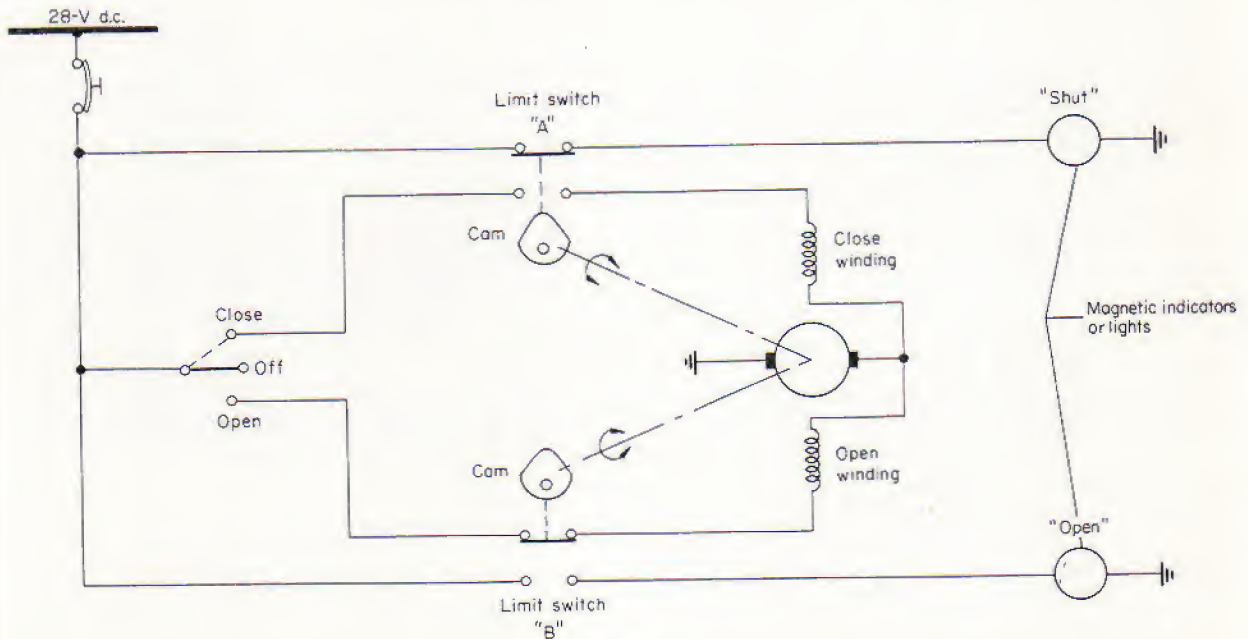 28-V d.c.
Limit switch
"A"
"Shut"
Cam
Close
winding
Close
Off
Open
Magnetic indicators
or lights
Cam
Open
winding
"Open"
Limit switch
"B"